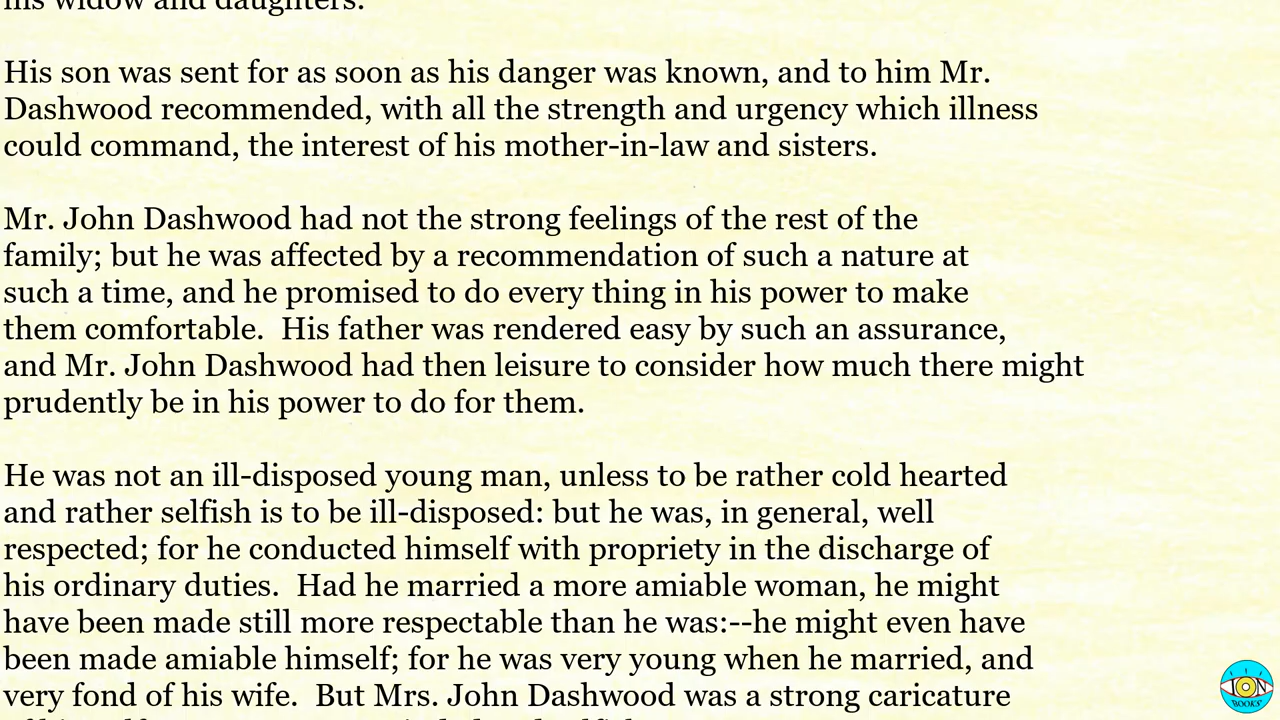 his widow and daughters.
His son was sent for as soon as his danger was known, and to him Mr.
Dashwood recommended, with all the strength and urgency which illness
could command, the interest of his mother-in-law and sisters.
Mr. John Dashwood had not the strong feelings of the rest of the
family; but he was affected by a recommendation of such a nature at
such a time, and he promised to do every thing in his power to make
them comfortable.  His father was rendered easy by such an assurance,
and Mr. John Dashwood had then leisure to consider how much there might
prudently be in his power to do for them.
He was not an ill-disposed young man, unless to be rather cold hearted
and rather selfish is to be ill-disposed: but he was, in general, well
respected; for he conducted himself with propriety in the discharge of
his ordinary duties.  Had he married a more amiable woman, he might
have been made still more respectable than he was:--he might even have
been made amiable himself; for he was very young when he married, and
very fond of his wife.  But Mrs. John Dashwood was a strong caricature
ION
BOOKS